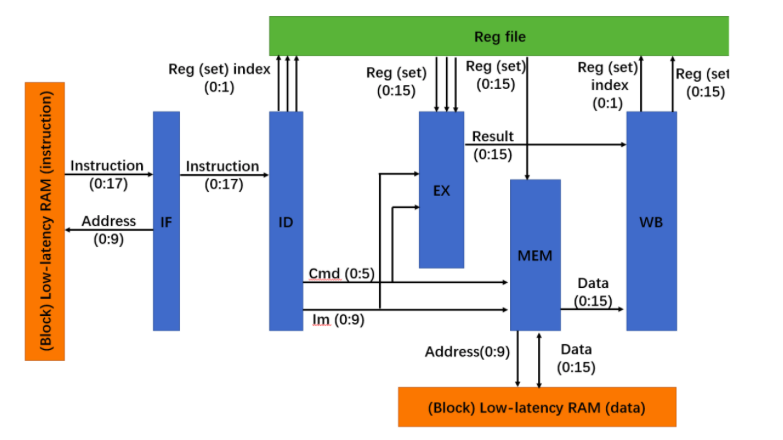 Reg file
Reg (set) index
(0:1)
Reg (set)
(0:15)
Reg (set)
(0:15)
Reg (set)
index
(0:1)
Reg (set
(0:15)
(Block) Low-latency RAM (instruction)
Instruction
(0:17)
Address
(0:9)
IF
Instruction
(0:17)
ID
Cmd (0:5)
Im (0:9)
EX
Result
(0:15)
MEM
Data
(0:15)
WB
Address(0:9)
Data
(0:15)
(Block) Low-latency RAM (data)